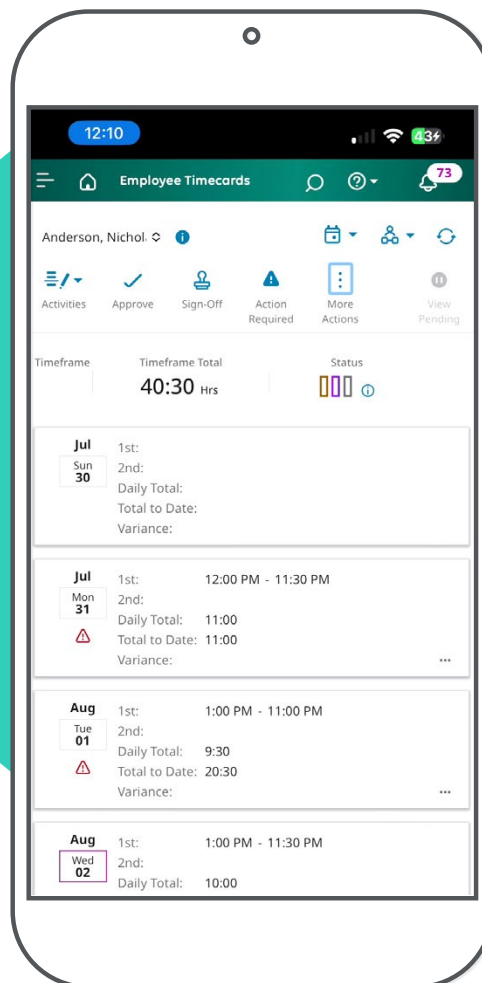 12:10
43
Employee Timecards
73
Anderson, Nichol
Activities
Approve
Sign-Off
Action Required
More Actions
View Pending
Timeframe
Timeframe Total
40:30 Hrs
Status
Jul
Sun
30
1st:
2nd:
Daily Total:
Total to Date:
Variance:
Jul
Mon
31
1st: 12:00 PM - 11:30 PM
2nd:
Daily Total: 11:00
Total to Date: 11:00
Variance:
Aug
Tue
01
1st: 1:00 PM - 11:00 PM
2nd:
Daily Total: 9:30
Total to Date: 20:30
Variance:
Aug
Wed
02
1st: 1:00 PM - 11:30 PM
2nd:
Daily Total: 10:00